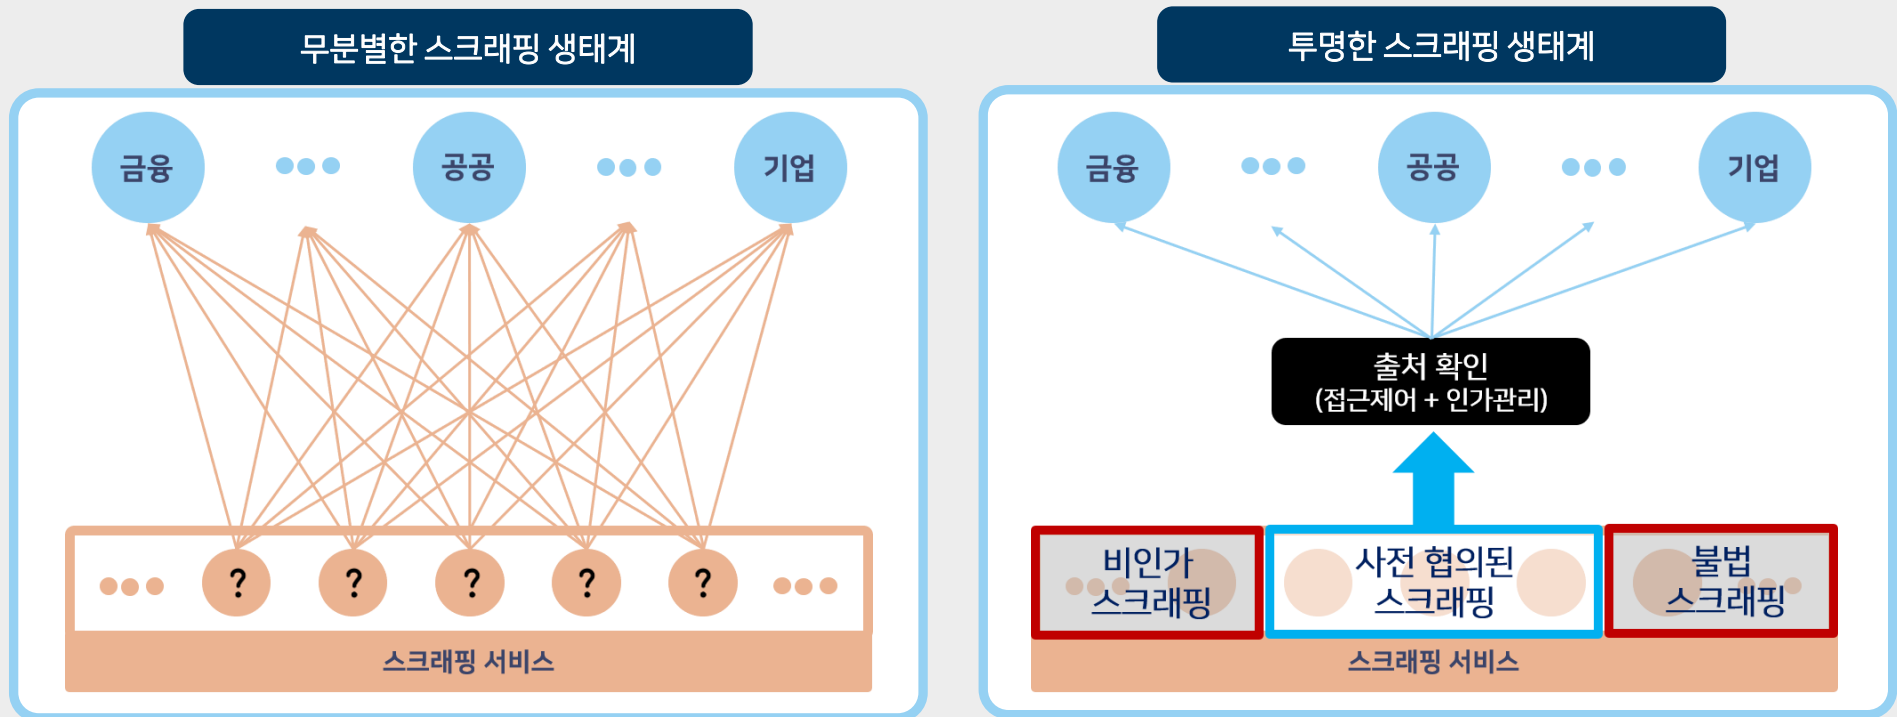 무분별한 스크래핑 생태계
금융
공공
기업
?
?
?
?
?
스크래핑 서비스
투명한 스크래핑 생태계
금융
공공
기업
출처 확인
(접근제어 + 인가관리)
비인가
스크래핑
사전 협의된
스크래핑
불법
스크래핑
스크래핑 서비스